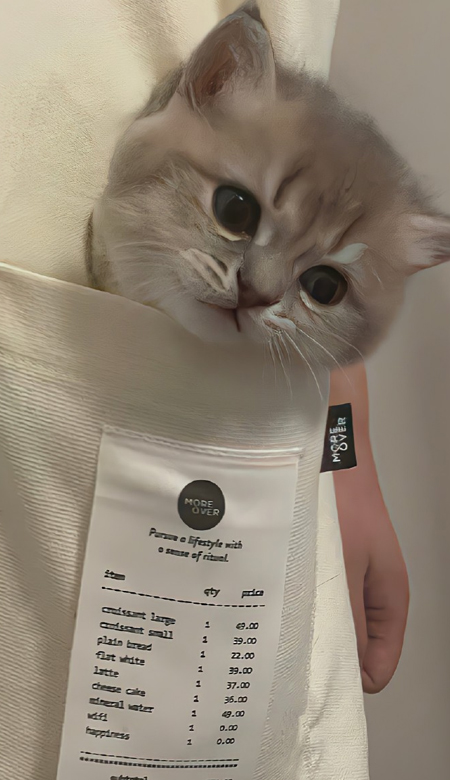 MORE
OVER
MORE
OVER
Pursue a lifestyle with
a sense of ritual.
item qty price
croissant large 1 49.00
croissant small 1 39.00
plain bread 1 22.00
flat white 1 39.00
latte 1 37.00
cheese cake 1 36.00
mineral water 1 49.00
wifi 1 0.00
happiness 1 0.00